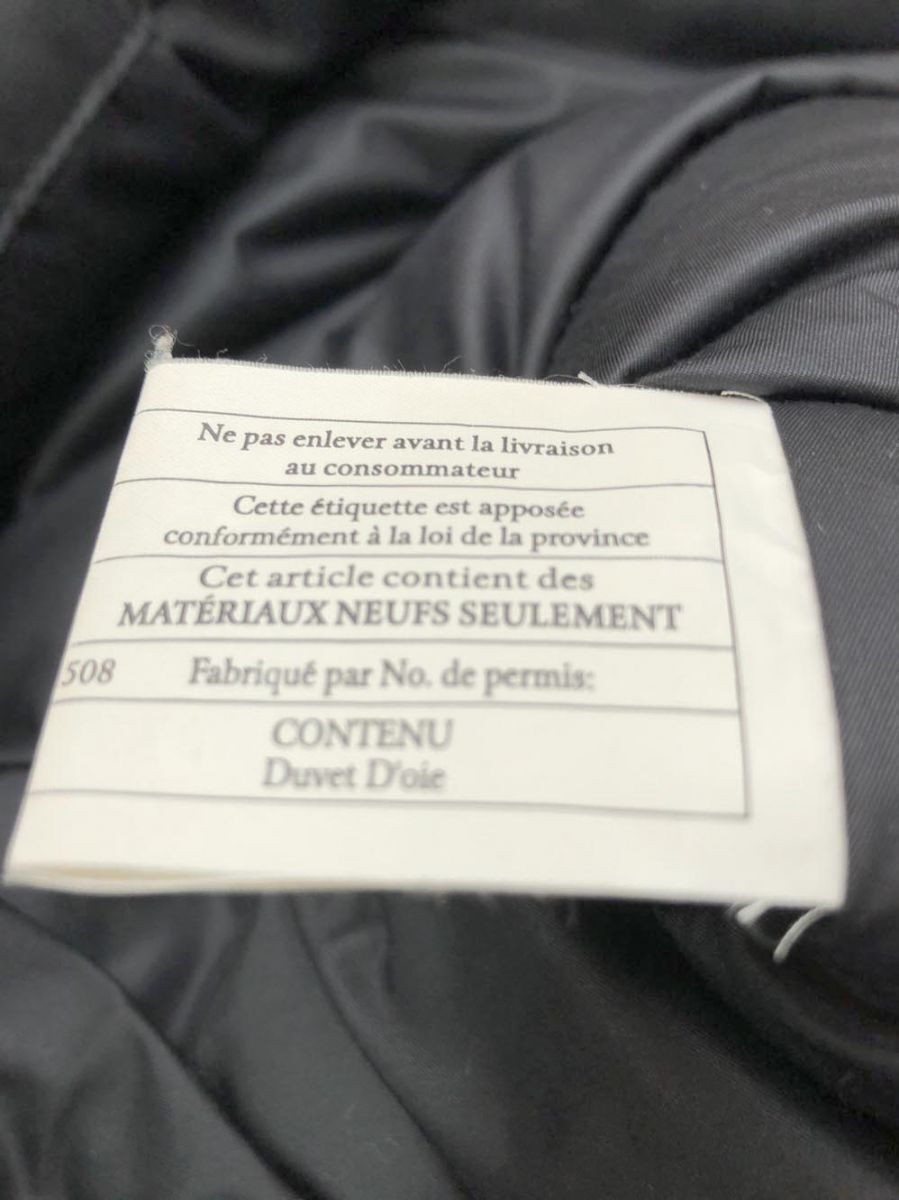 Ne pas enlever avant la livraison
au consommateur
Cette étiquette est apposée
conformément à la loi de la province
Cet article contient des
MATÉRIAUX NEUFS SEULEMENT
508 Fabriqué par No. de permis:
CONTENU
Duvet D'oie